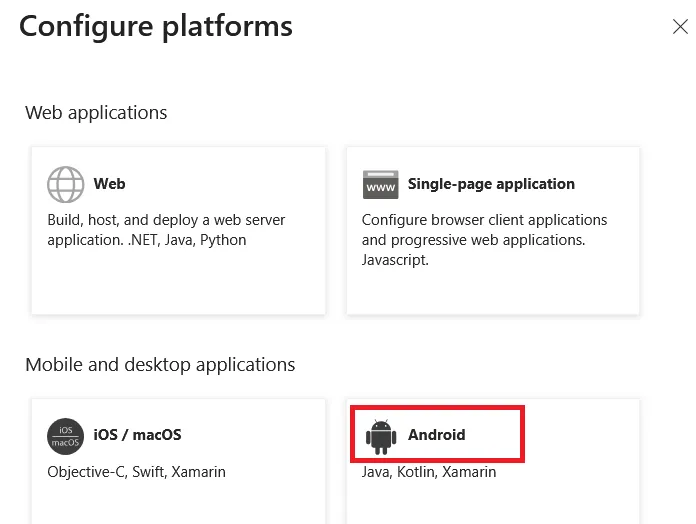 Configure platforms
Web applications
Web
Build, host, and deploy a web server
application. .NET, Java, Python
www
Single-page application
Configure browser client applications
and progressive web applications.
Javascript.
Mobile and desktop applications
iOS
macOS
iOS / macOS
Objective-C, Swift, Xamarin
Android
Java, Kotlin, Xamarin